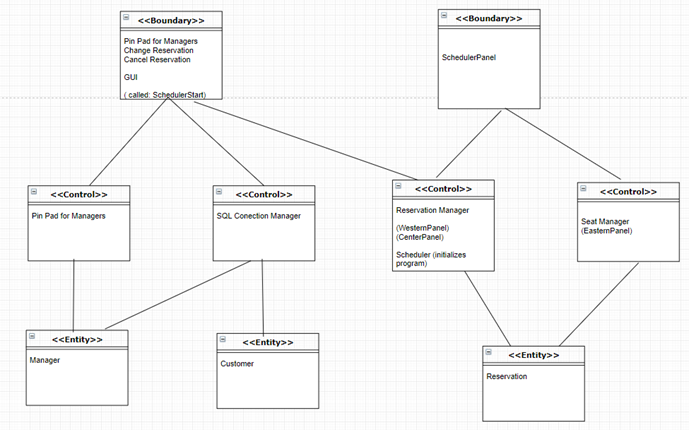 <<Boundary>>
Pin Pad for Managers
Change Reservation
Cancel Reservation
GUI
( called: SchedulerStart)
<<Boundary>>
SchedulerPanel
<<Control>>
Pin Pad for Managers
<<Control>>
SQL Conection Manager
<<Control>>
Reservation Manager
(WesternPanel)
(CenterPanel)
Scheduler (initializes
program)
<<Control>>
Seat Manager
(EasternPanel)
<<Entity>>
Manager
<<Entity>>
Customer
<<Entity>>
Reservation